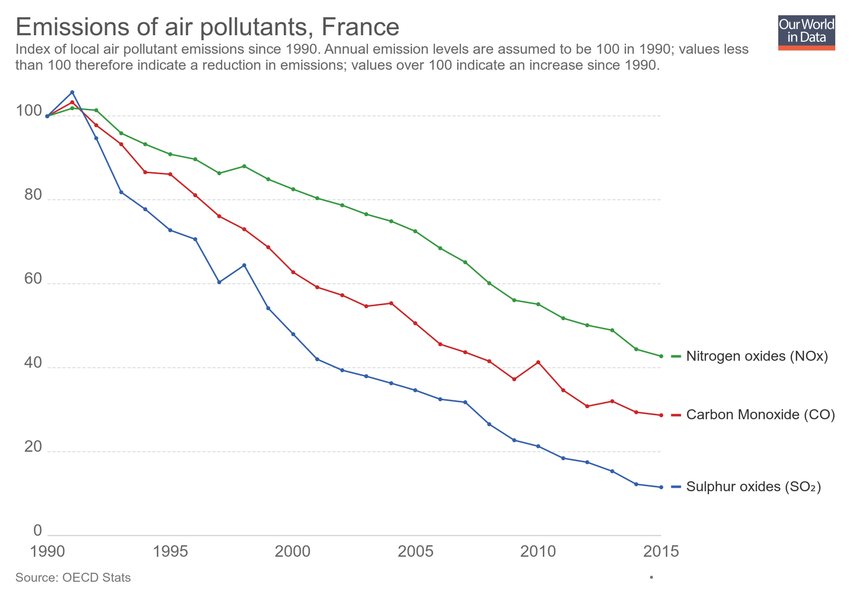 Emissions of air pollutants, France
Our World
in Data
Index of local air pollutant emissions since 1990. Annual emission levels are assumed to be 100 in 1990; values less
than 100 therefore indicate a reduction in emissions; values over 100 indicate an increase since 1990.
100
80
60
40
20
0
Nitrogen oxides (NOx)
Carbon Monoxide (CO)
Sulphur oxides (SO₂)
1990 1995 2000 2005 2010 2015
Source: OECD Stats